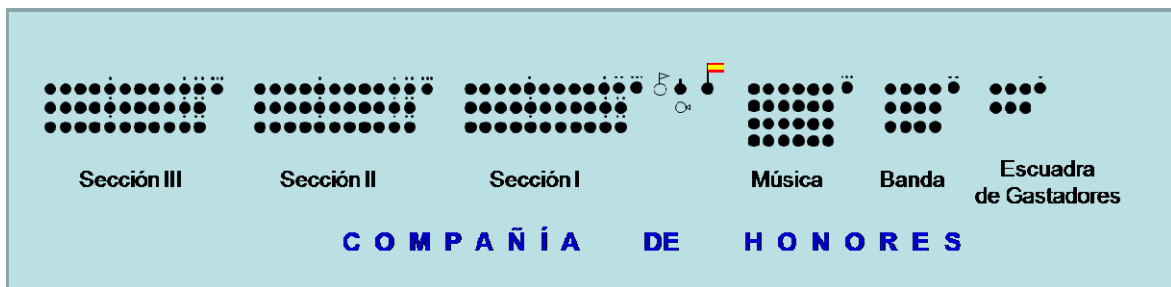 Sección III
Sección II
Sección I
Música
Banda
Escuadra
de Gastadores
COMPAÑÍA DE HONORES